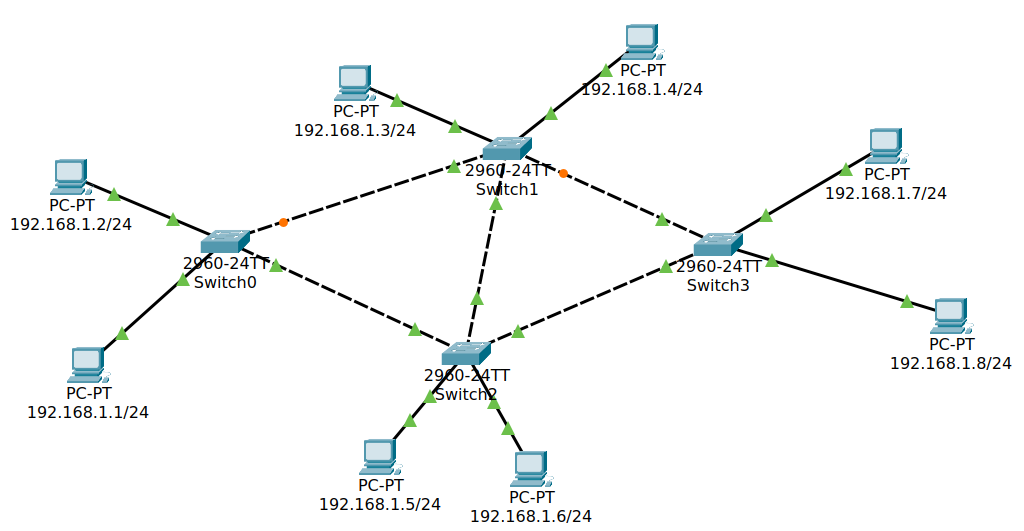 PC-PT
192.168.1.4/24
PC-PT
192.168.1.3/24
2960-24TT
Switch1
PC-PT
192.168.1.7/24
PC-PT
192.168.1.2/24
2960-24TT
Switch0
2960-24TT
Switch3
PC-PT
192.168.1.8/24
2960-24TT
Switch2
PC-PT
192.168.1.1/24
PC-PT
192.168.1.5/24
PC-PT
192.168.1.6/24